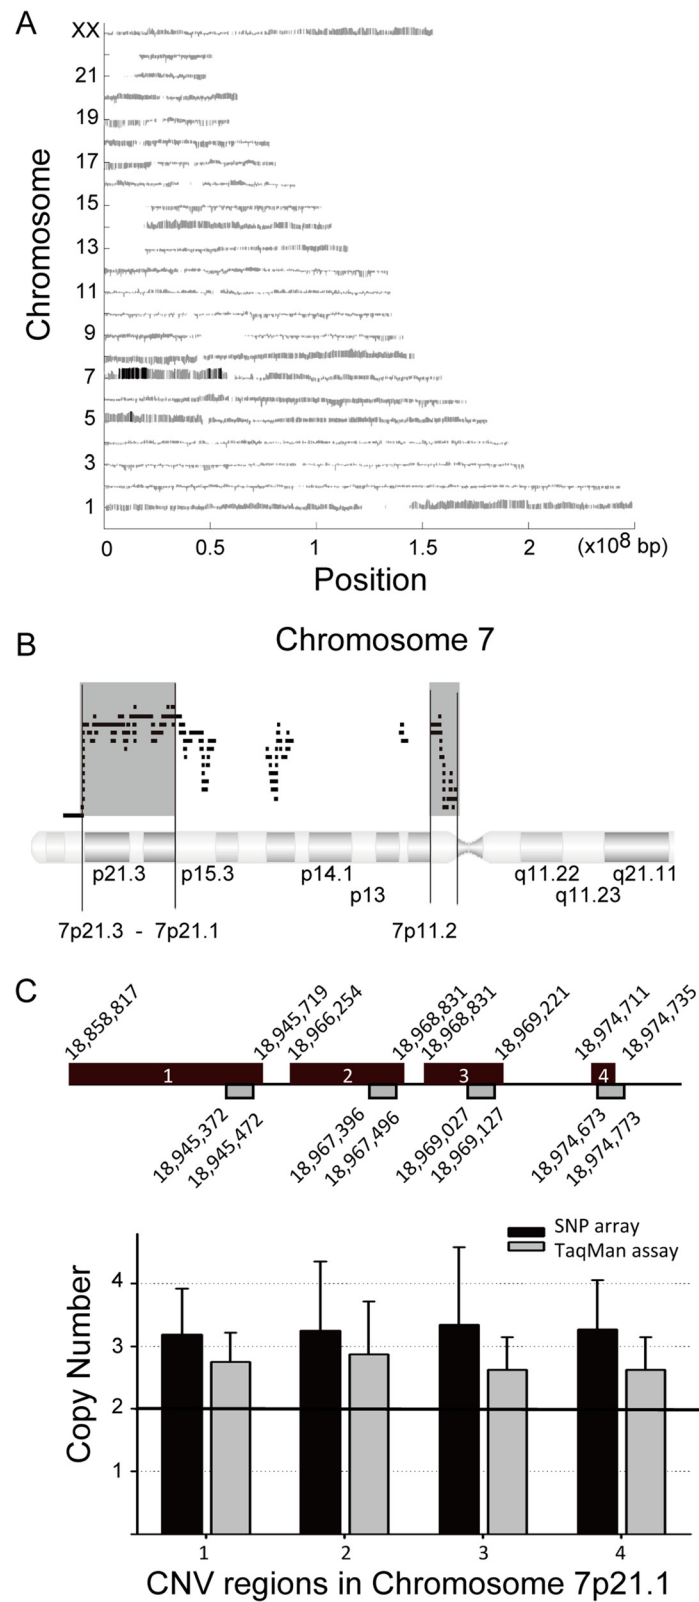 A
XX
21
19
17
15
13
11
9
7
5
3
1
Chromosome
0 0.5 1 1.5 2 (x10⁸ bp)
Position
B
Chromosome 7
p21.3 p15.3 p14.1 q11.22 q21.11
p13 q11.23
7p21.3 - 7p21.1 7p11.2
C
18,858,817 18,945,719 18,966,254 18,968,831 18,968,831 18,969,221 18,974,711 18,974,735
1 2 3 4
18,945,372 18,945,472 18,967,396 18,967,496 18,969,027 18,969,127 18,974,673 18,974,773
SNP array
TaqMan assay
Copy Number
4
3
2
1
1 2 3 4
CNV regions in Chromosome 7p21.1